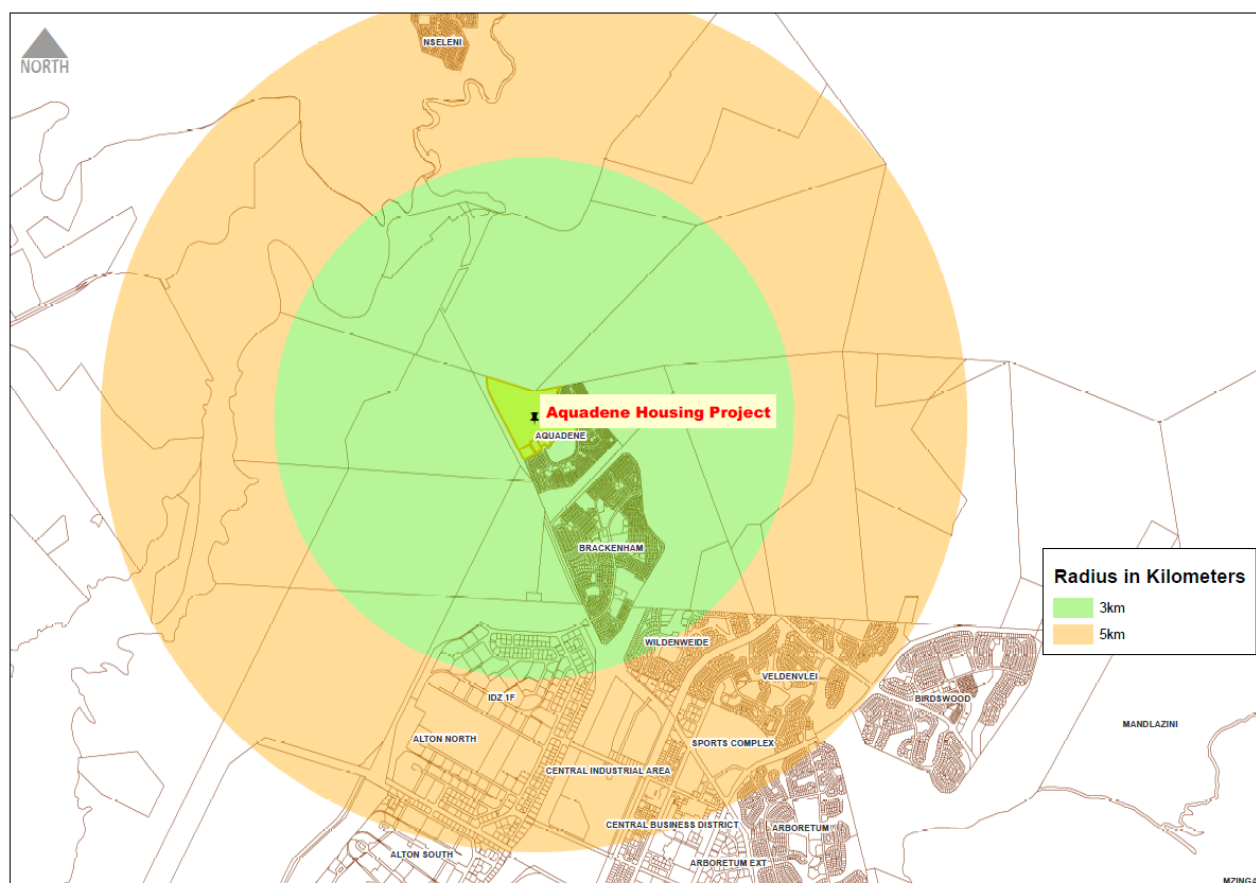 NSELENI
NORTH
Aquadene Housing Project
AQUADENE
BRACKENHAM
Radius in Kilometers
3km
5km
WILDENWEIDE
VELDENVLEI
IDZ 1F
BIRDSWOOD
MANDLAZINI
ALTON NORTH
SPORTS COMPLEX
CENTRAL INDUSTRIAL AREA
CENTRAL BUSINESS DISTRICT
ARBORETUM
ALTON SOUTH
ARBORETUM EXT
MZINGA